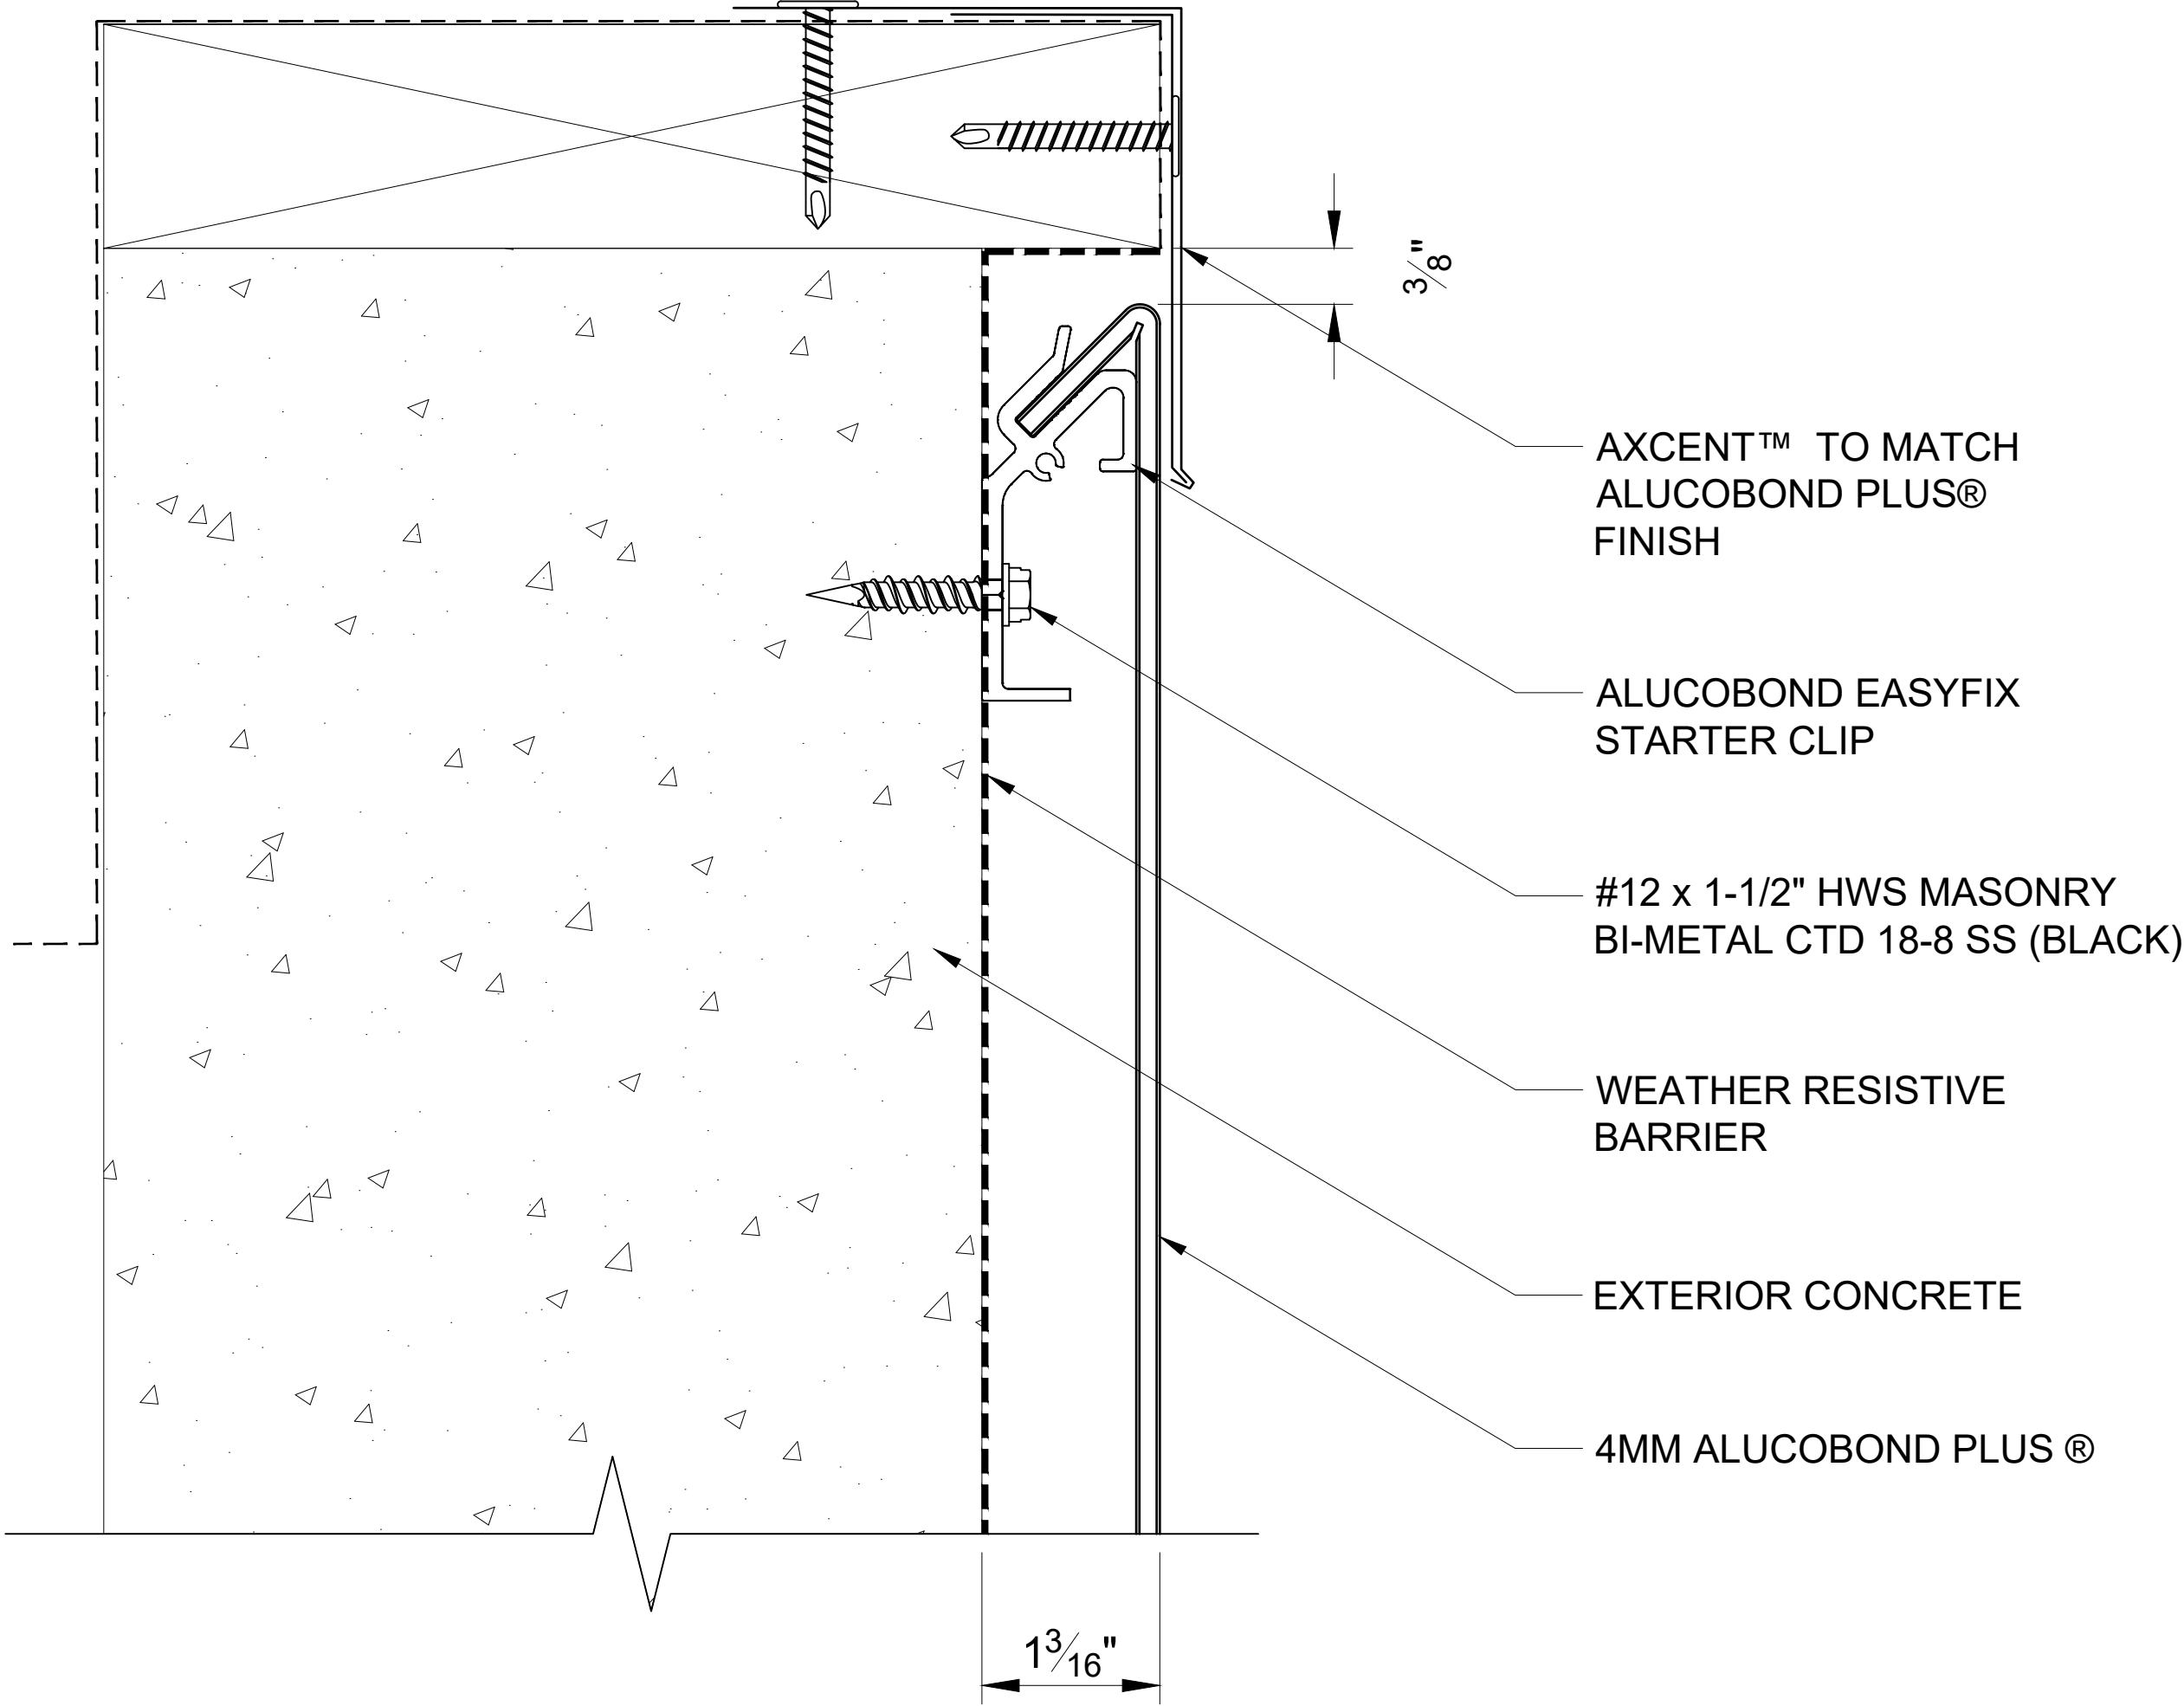 3/8"
AXCENT™ TO MATCH
ALUCOBOND PLUS®
FINISH
ALUCOBOND EASYFIX
STARTER CLIP
#12 x 1-1/2" HWS MASONRY
BI-METAL CTD 18-8 SS (BLACK)
WEATHER RESISTIVE
BARRIER
EXTERIOR CONCRETE
4MM ALUCOBOND PLUS ®
1 3/16"